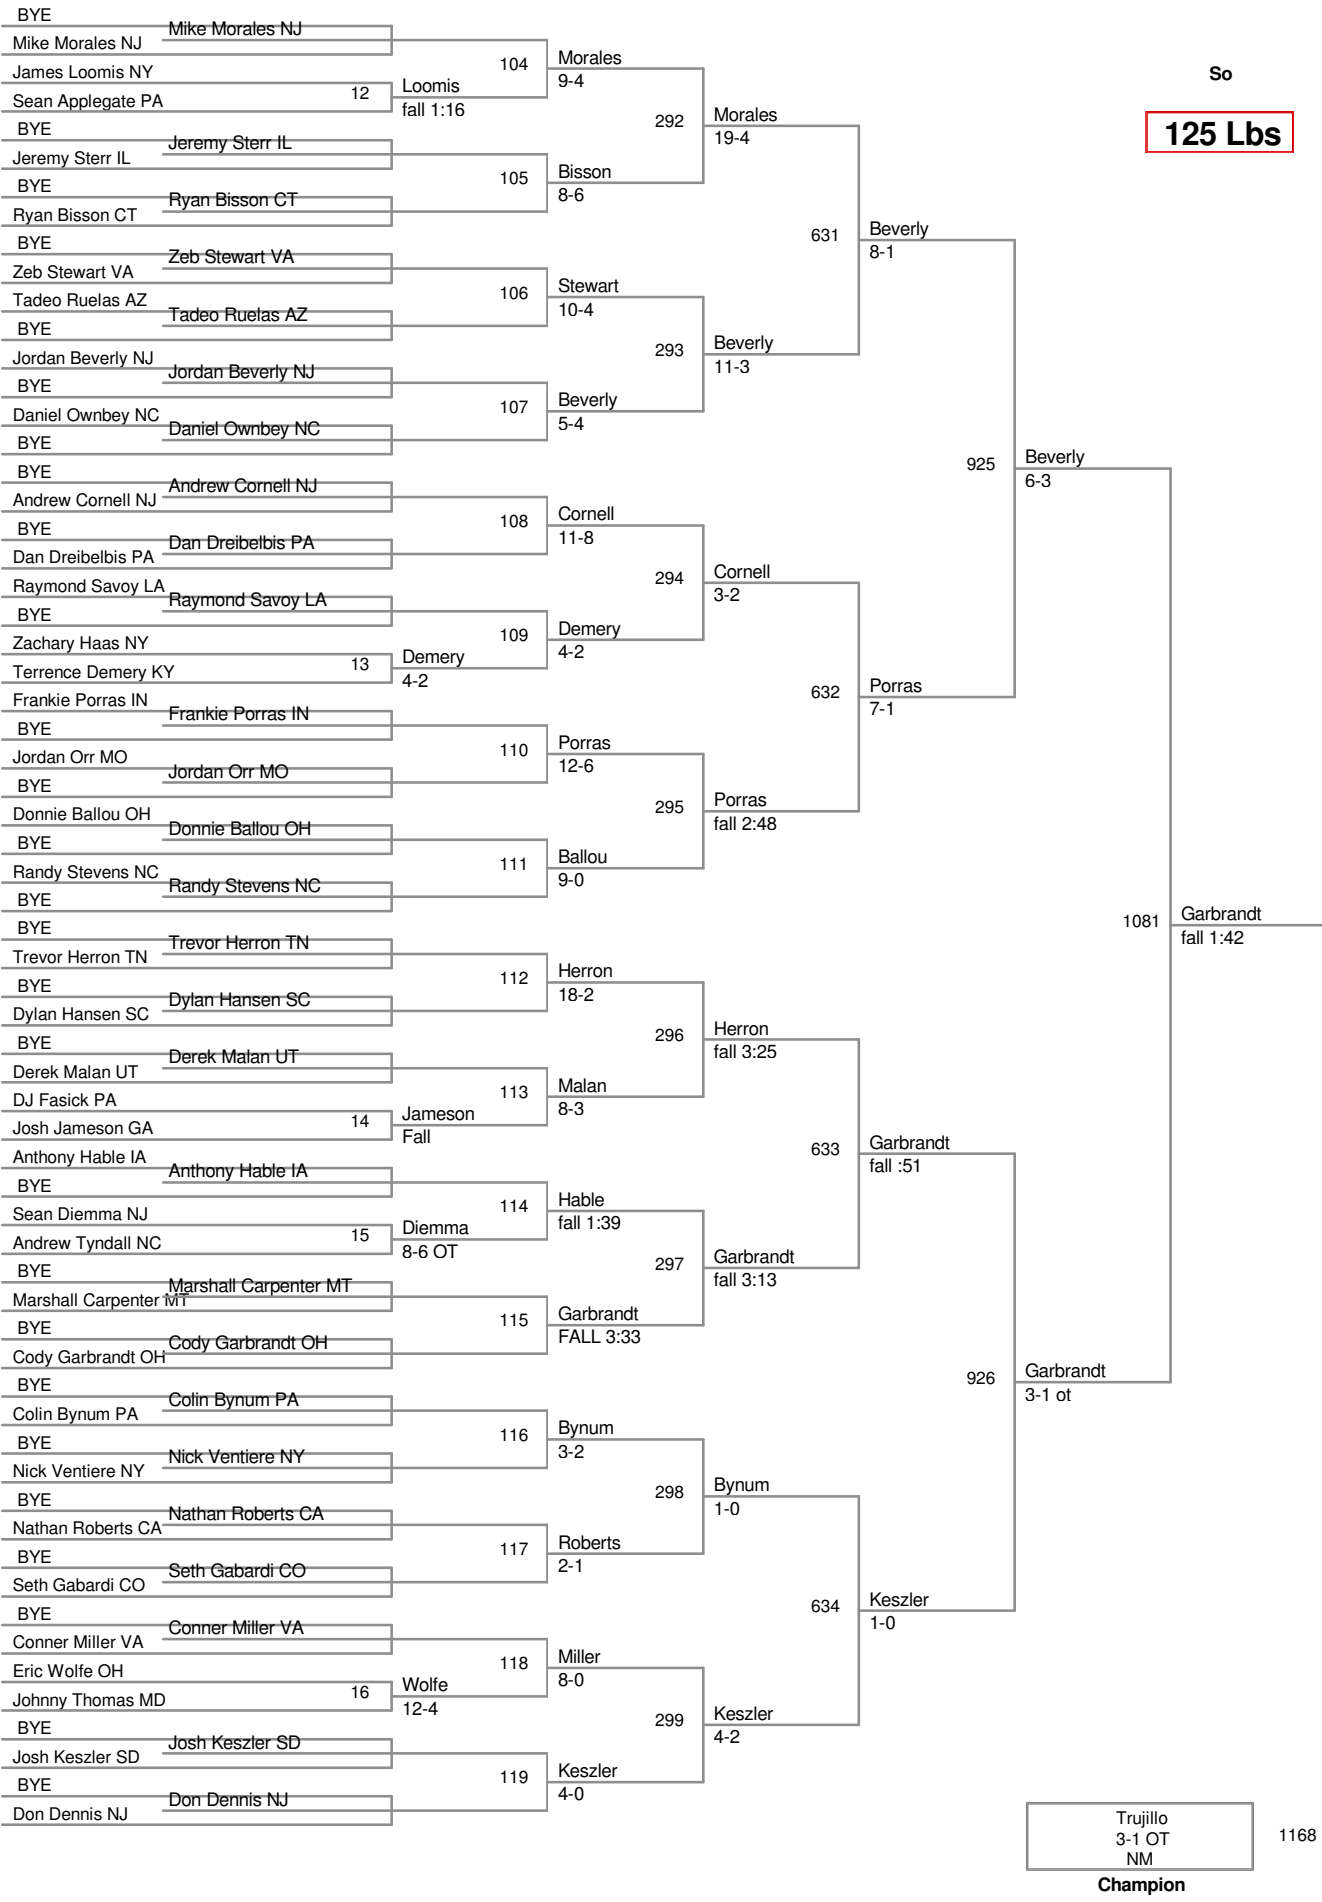 BYE
Mike Morales NJ
Mike Morales NJ
James Loomis NY
Sean Applegate PA
12
Loomis
fall 1:16
104
Morales
9-4
BYE
Jeremy Sterr IL
Jeremy Sterr IL
BYE
Ryan Bisson CT
Ryan Bisson CT
105
Bisson
8-6
292
Morales
19-4
BYE
Zeb Stewart VA
Zeb Stewart VA
Tadeo Ruelas AZ
BYE
Tadeo Ruelas AZ
106
Stewart
10-4
Jordan Beverly NJ
BYE
Jordan Beverly NJ
Daniel Ownbey NC
BYE
Daniel Ownbey NC
107
Beverly
5-4
293
Beverly
11-3
631
Beverly
8-1
BYE
Andrew Cornell NJ
Andrew Cornell NJ
BYE
Dan Dreibelbis PA
Dan Dreibelbis PA
108
Cornell
11-8
Raymond Savoy LA
BYE
Raymond Savoy LA
Zachary Haas NY
Terrence Demery KY
13
Demery
4-2
109
Demery
4-2
294
Cornell
3-2
Frankie Porras IN
BYE
Frankie Porras IN
Jordan Orr MO
BYE
Jordan Orr MO
110
Porras
12-6
Donnie Ballou OH
BYE
Donnie Ballou OH
Randy Stevens NC
BYE
Randy Stevens NC
111
Ballou
9-0
295
Porras
fall 2:48
632
Porras
7-1
925
Beverly
6-3
BYE
Trevor Herron TN
Trevor Herron TN
BYE
Dylan Hansen SC
Dylan Hansen SC
112
Herron
18-2
BYE
Derek Malan UT
Derek Malan UT
DJ Fasick PA
Josh Jameson GA
14
Jameson
Fall
113
Malan
8-3
296
Herron
fall 3:25
Anthony Hable IA
BYE
Anthony Hable IA
Sean Diemma NJ
Andrew Tyndall NC
15
Diemma
8-6 OT
114
Hable
fall 1:39
BYE
Marshall Carpenter MT
Marshall Carpenter MT
BYE
Cody Garbrandt OH
Cody Garbrandt OH
115
Garbrandt
FALL 3:33
297
Garbrandt
fall 3:13
633
Garbrandt
fall :51
BYE
Colin Bynum PA
Colin Bynum PA
BYE
Nick Ventiere NY
Nick Ventiere NY
116
Bynum
3-2
BYE
Nathan Roberts CA
Nathan Roberts CA
BYE
Seth Gabardi CO
Seth Gabardi CO
117
Roberts
2-1
298
Bynum
1-0
BYE
Conner Miller VA
Conner Miller VA
Eric Wolfe OH
Johnny Thomas MD
16
Wolfe
12-4
118
Miller
8-0
BYE
Josh Keszler SD
Josh Keszler SD
BYE
Don Dennis NJ
Don Dennis NJ
119
Keszler
4-0
299
Keszler
4-2
634
Keszler
1-0
926
Garbrandt
3-1 ot
1081
Garbrandt
fall 1:42
So
125 Lbs
Trujillo
3-1 OT
NM
1168
Champion